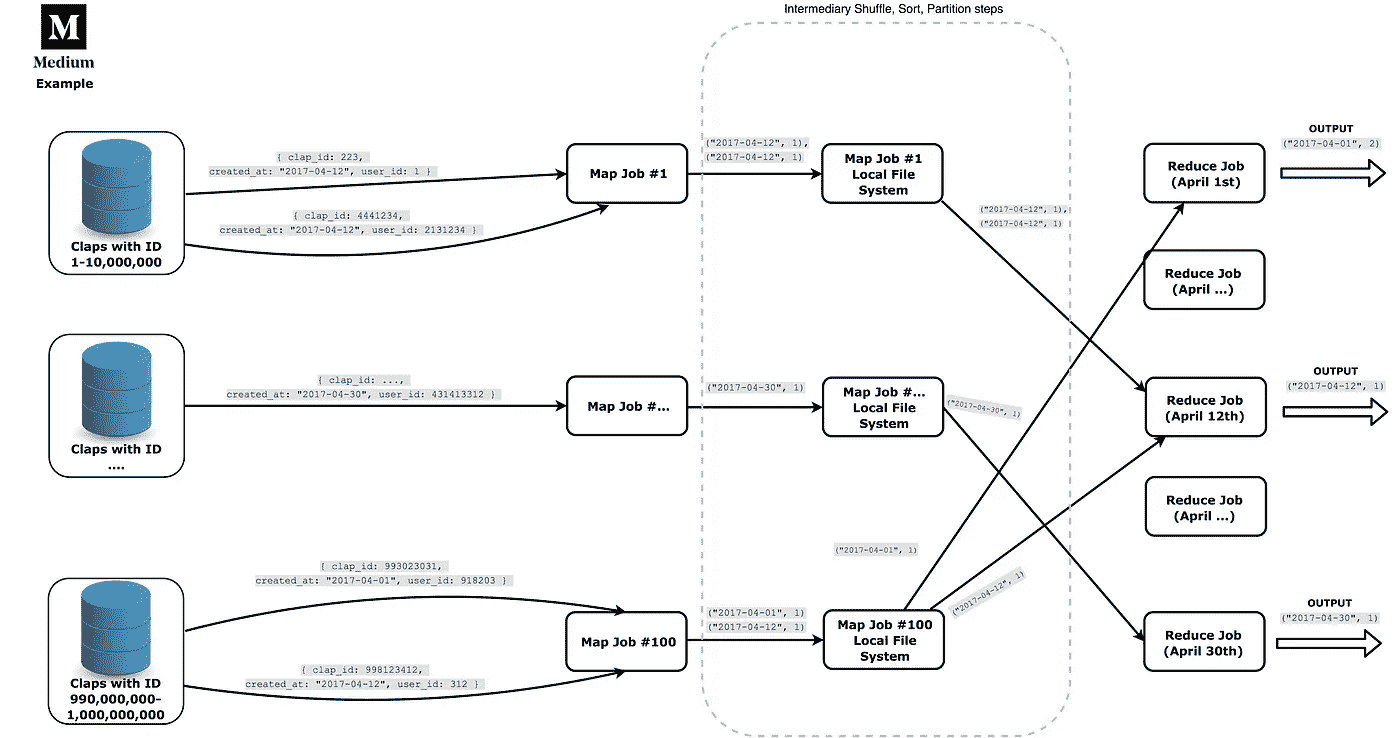 Intermediary Shuffle, Sort, Partition steps
M
Medium
Example
Claps with ID
1-10,000,000
{ clap_id: 223,
created_at: "2017-04-12", user_id: 1 }
{ clap_id: 4441234,
created_at: "2017-04-12", user_id: 2131234 }
Map Job #1
("2017-04-12", 1),
("2017-04-12", 1)
Map Job #1
Local File
System
("2017-04-12", 1),
("2017-04-12", 1)
Reduce Job
(April 1st)
OUTPUT
("2017-04-01", 2)
Reduce Job
(April ...)
Claps with ID
....
{ clap_id: ...,
created_at: "2017-04-30", user_id: 431413312 }
Map Job #...
("2017-04-30", 1)
Map Job #...
Local File
System
("2017-04-30", 1)
Reduce Job
(April 12th)
OUTPUT
("2017-04-12", 1)
Reduce Job
(April ...)
Claps with ID
990,000,000-
1,000,000,000
{ clap_id: 993023031,
created_at: "2017-04-01", user_id: 918203 }
{ clap_id: 998123412,
created_at: "2017-04-12", user_id: 312 }
Map Job #100
("2017-04-01", 1)
("2017-04-12", 1)
Map Job #100
Local File
System
("2017-04-01", 1)
("2017-04-12", 1)
Reduce Job
(April 30th)
OUTPUT
("2017-04-30", 1)